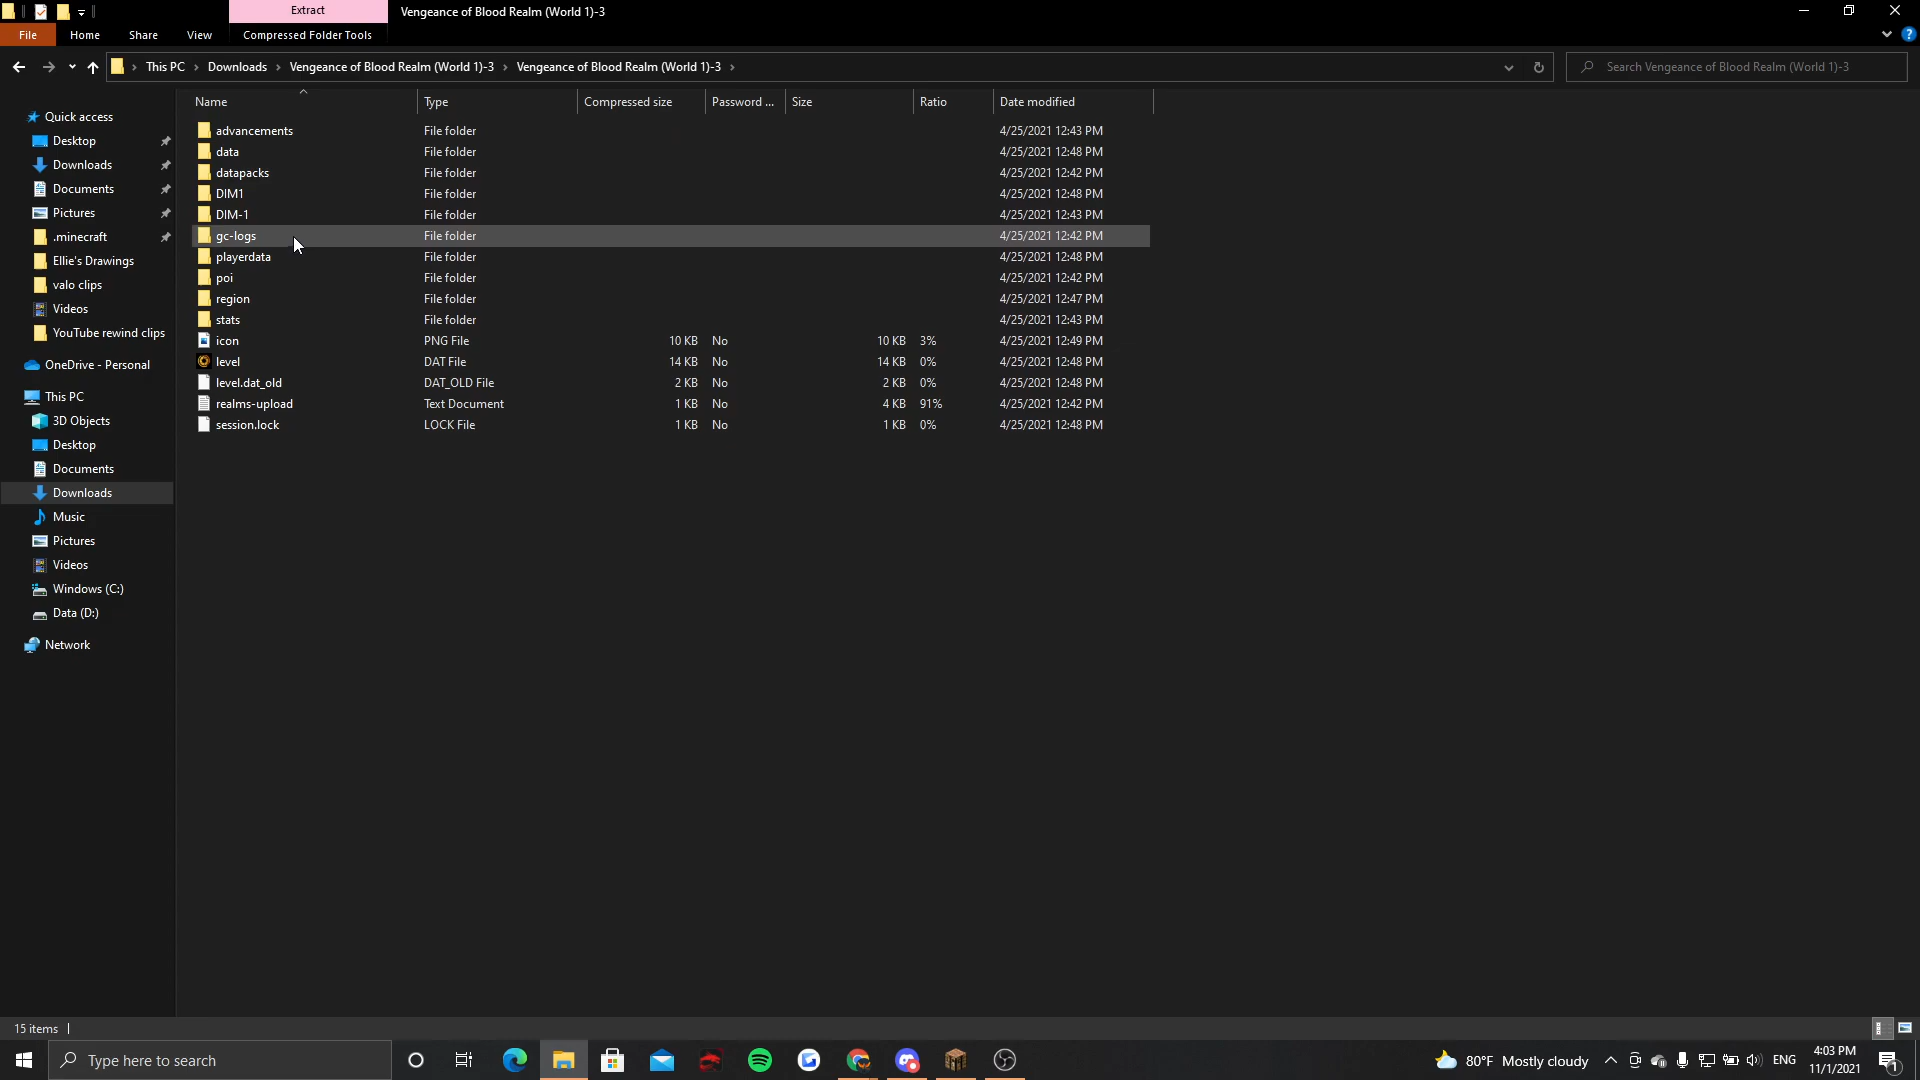 Extract
Vengeance of Blood Realm (World 1)-3
File
Home
Share
View
Compressed Folder Tools
This PC
Downloads
Vengeance of Blood Realm (World 1)-3
Vengeance of Blood Realm (World 1)-3
Search Vengeance of Blood Realm (World 1)-3
Name Type Compressed size Password ... Size Ratio Date modified
advancements File folder 4/25/2021 12:43 PM
data File folder 4/25/2021 12:48 PM
datapacks File folder 4/25/2021 12:42 PM
DIM1 File folder 4/25/2021 12:48 PM
DIM-1 File folder 4/25/2021 12:43 PM
gc-logs File folder 4/25/2021 12:42 PM
playerdata File folder 4/25/2021 12:48 PM
poi File folder 4/25/2021 12:42 PM
region File folder 4/25/2021 12:47 PM
stats File folder 4/25/2021 12:43 PM
icon PNG File 10 KB No 10 KB 3% 4/25/2021 12:49 PM
level DAT File 14 KB No 14 KB 0% 4/25/2021 12:48 PM
level.dat_old DAT_OLD File 2 KB No 2 KB 0% 4/25/2021 12:48 PM
realms-upload Text Document 1 KB No 4 KB 91% 4/25/2021 12:42 PM
session.lock LOCK File 1 KB No 1 KB 0% 4/25/2021 12:48 PM
Quick access
Desktop
Downloads
Documents
Pictures
.minecraft
Ellie's Drawings
valo clips
Videos
YouTube rewind clips
OneDrive - Personal
This PC
3D Objects
Desktop
Documents
Downloads
Music
Pictures
Videos
Windows (C:)
Data (D:)
Network
15 items
Type here to search
80°F Mostly cloudy
ENG
4:03 PM
11/1/2021
1